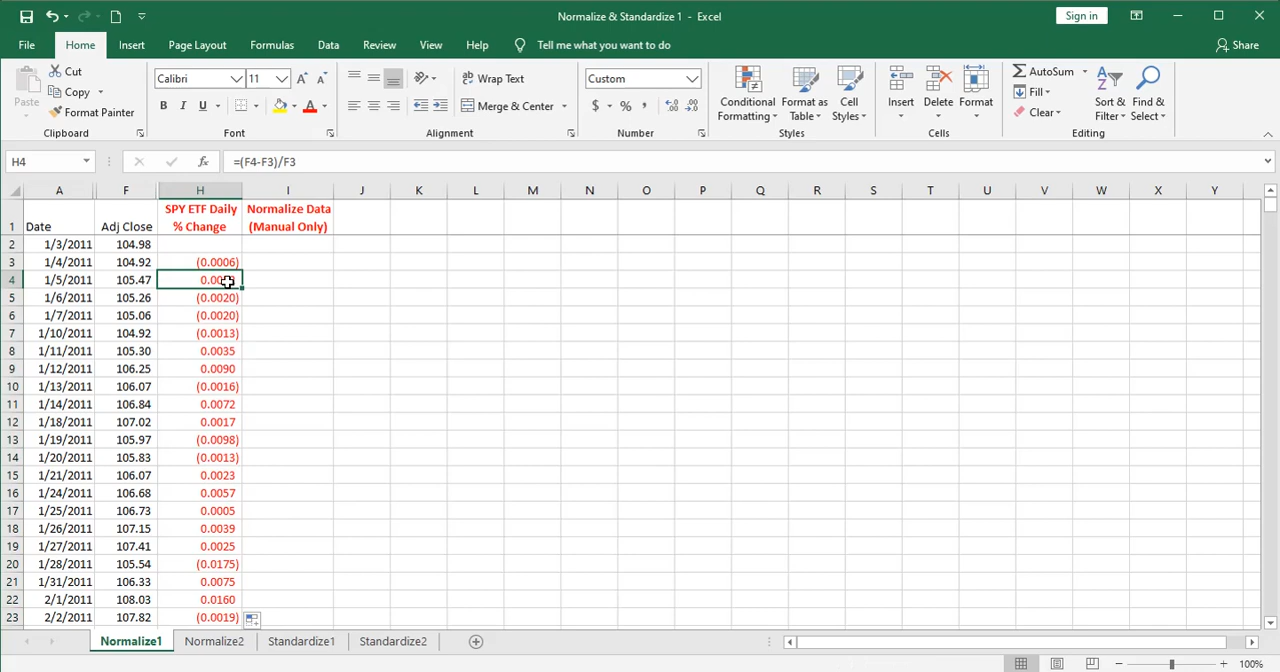 Normalize & Standardize 1 - Excel
Sign in
File Home Insert Page Layout Formulas Data Review View Help Tell me what you want to do Share
Paste
Cut
Copy
Format Painter
Clipboard
Calibri 11
B I U
Font
Wrap Text
Merge & Center
Alignment
Custom
$ % ,
Number
Conditional Formatting
Format as Table
Cell Styles
Styles
Insert Delete Format
Cells
AutoSum
Fill
Clear
Sort & Filter
Find & Select
Editing
H4 fx =(F4-F3)/F3
A F H I J K L M N O P Q R S T U V W X Y
1 Date Adj Close SPY ETF Daily % Change Normalize Data (Manual Only)
2 1/3/2011 104.98
3 1/4/2011 104.92 (0.0006)
4 1/5/2011 105.47
5 1/6/2011 105.26 (0.0020)
6 1/7/2011 105.06 (0.0020)
7 1/10/2011 104.92 (0.0013)
8 1/11/2011 105.30 0.0035
9 1/12/2011 106.25 0.0090
10 1/13/2011 106.07 (0.0016)
11 1/14/2011 106.84 0.0072
12 1/18/2011 107.02 0.0017
13 1/19/2011 105.97 (0.0098)
14 1/20/2011 105.83 (0.0013)
15 1/21/2011 106.07 0.0023
16 1/24/2011 106.68 0.0057
17 1/25/2011 106.73 0.0005
18 1/26/2011 107.15 0.0039
19 1/27/2011 107.41 0.0025
20 1/28/2011 105.54 (0.0175)
21 1/31/2011 106.33 0.0075
22 2/1/2011 108.03 0.0160
23 2/2/2011 107.82 (0.0019)
Normalize1 Normalize2 Standardize1 Standardize2
100%